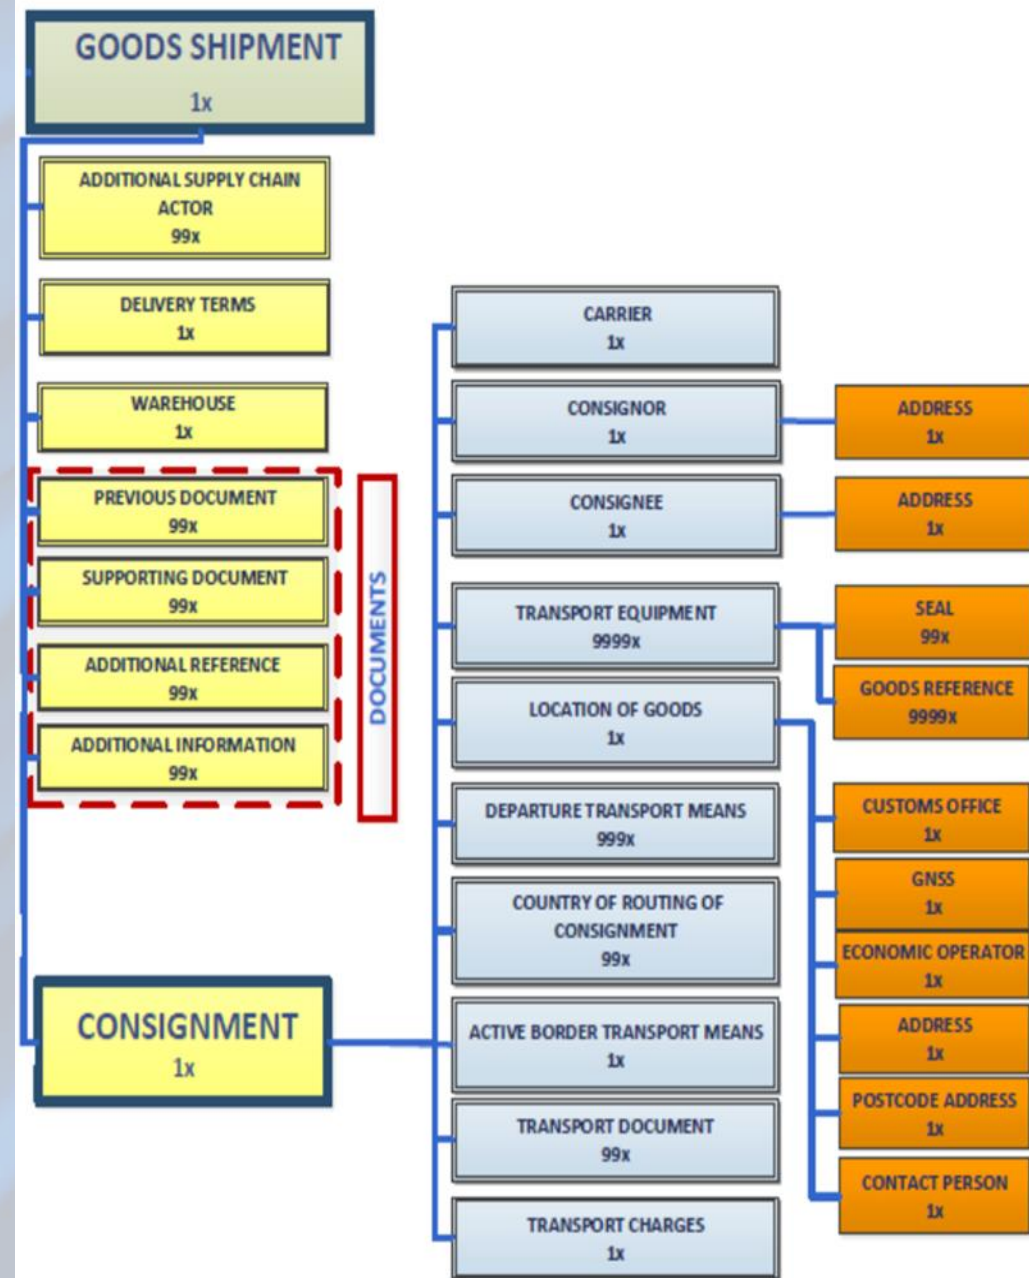 GOODS SHIPMENT
1x
ADDITIONAL SUPPLY CHAIN
ACTOR
99x
DELIVERY TERMS
1x
WAREHOUSE
1x
PREVIOUS DOCUMENT
99x
SUPPORTING DOCUMENT
99x
ADDITIONAL REFERENCE
99x
ADDITIONAL INFORMATION
99x
DOCUMENTS
CONSIGNMENT
1x
CARRIER
1x
CONSIGNOR
1x
CONSIGNEE
1x
TRANSPORT EQUIPMENT
9999x
LOCATION OF GOODS
1x
DEPARTURE TRANSPORT MEANS
999x
COUNTRY OF ROUTING OF
CONSIGNMENT
99x
ACTIVE BORDER TRANSPORT MEANS
1x
TRANSPORT DOCUMENT
99x
TRANSPORT CHARGES
1x
ADDRESS
1x
ADDRESS
1x
SEAL
99x
GOODS REFERENCE
9999x
CUSTOMS OFFICE
1x
GNSS
1x
ECONOMIC OPERATOR
1x
ADDRESS
1x
POSTCODE ADDRESS
1x
CONTACT PERSON
1x